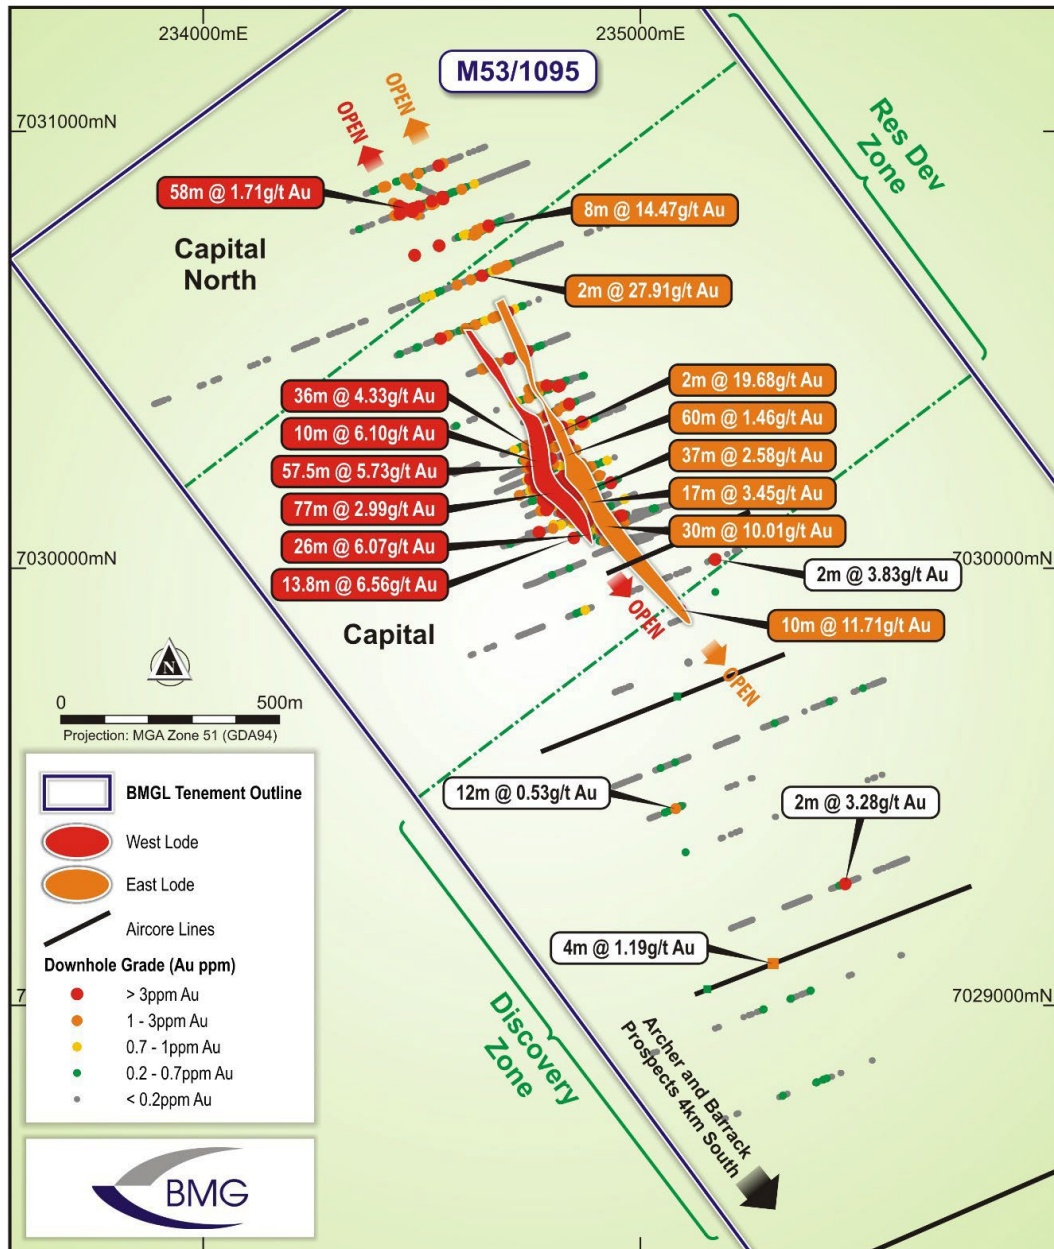 234000mE
235000mE
M53/1095
7031000mN
OPEN
OPEN
Res Dev
Zone
58m @ 1.71g/t Au
8m @ 14.47g/t Au
Capital
North
2m @ 27.91g/t Au
36m @ 4.33g/t Au
2m @ 19.68g/t Au
10m @ 6.10g/t Au
60m @ 1.46g/t Au
57.5m @ 5.73g/t Au
37m @ 2.58g/t Au
77m @ 2.99g/t Au
17m @ 3.45g/t Au
26m @ 6.07g/t Au
30m @ 10.01g/t Au
7030000mN
7030000mN
13.8m @ 6.56g/t Au
2m @ 3.83g/t Au
OPEN
10m @ 11.71g/t Au
Capital
OPEN
N
0
500m
Projection: MGA Zone 51 (GDA94)
BMGL Tenement Outline
West Lode
East Lode
Aircore Lines
Downhole Grade (Au ppm)
> 3ppm Au
1 - 3ppm Au
0.7 - 1ppm Au
0.2 - 0.7ppm Au
< 0.2ppm Au
12m @ 0.53g/t Au
2m @ 3.28g/t Au
4m @ 1.19g/t Au
7029000mN
Discovery
Zone
Archer and Barrack
Prospects 4km South
BMG